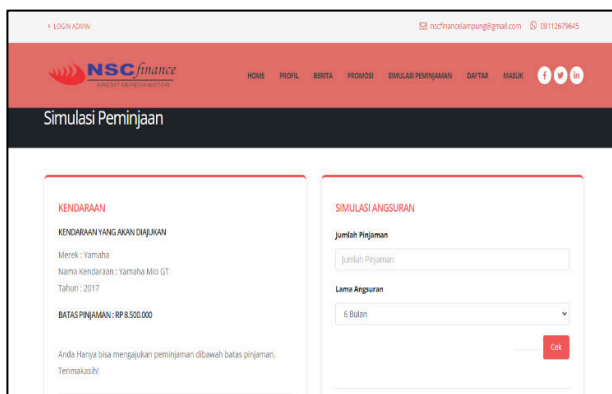 LOGIN ADMIN
nscfinancelampung@gmail.com 08112679645
NSC finance
KREDIT SEPEDA MOTOR
HOME PROFIL BERITA PROMOSI SIMULASI PEMINJAMAN DAFTAR MASUK
Simulasi Peminjaan
KENDARAAN
KENDARAAN YANG AKAN DIAJUKAN
Merek : Yamaha
Nama Kendaraan : Yamaha Mio GT
Tahun : 2017
BATAS PINJAMAN : RP 8.500.000
Anda Hanya bisa mengajukan peminjaman dibawah batas pinjaman.
Terimakasih!
SIMULASI ANGSURAN
Jumlah Pinjaman
Jumlah Pinjaman
Lama Angsuran
6 Bulan
Cek